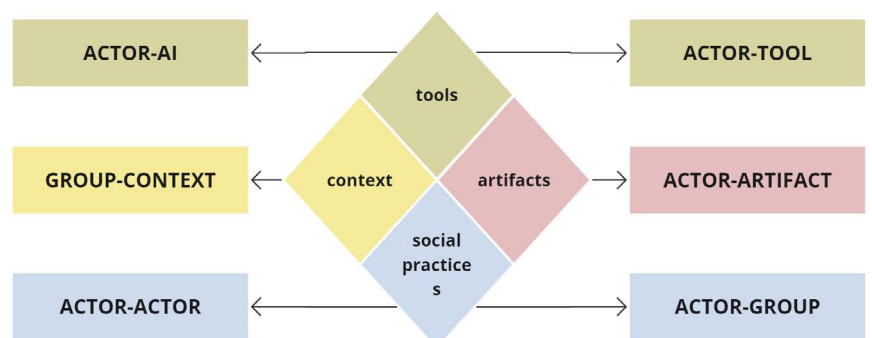 ACTOR-AI
ACTOR-TOOL
tools
GROUP-CONTEXT
context
artifacts
ACTOR-ARTIFACT
social
practice
s
ACTOR-ACTOR
ACTOR-GROUP